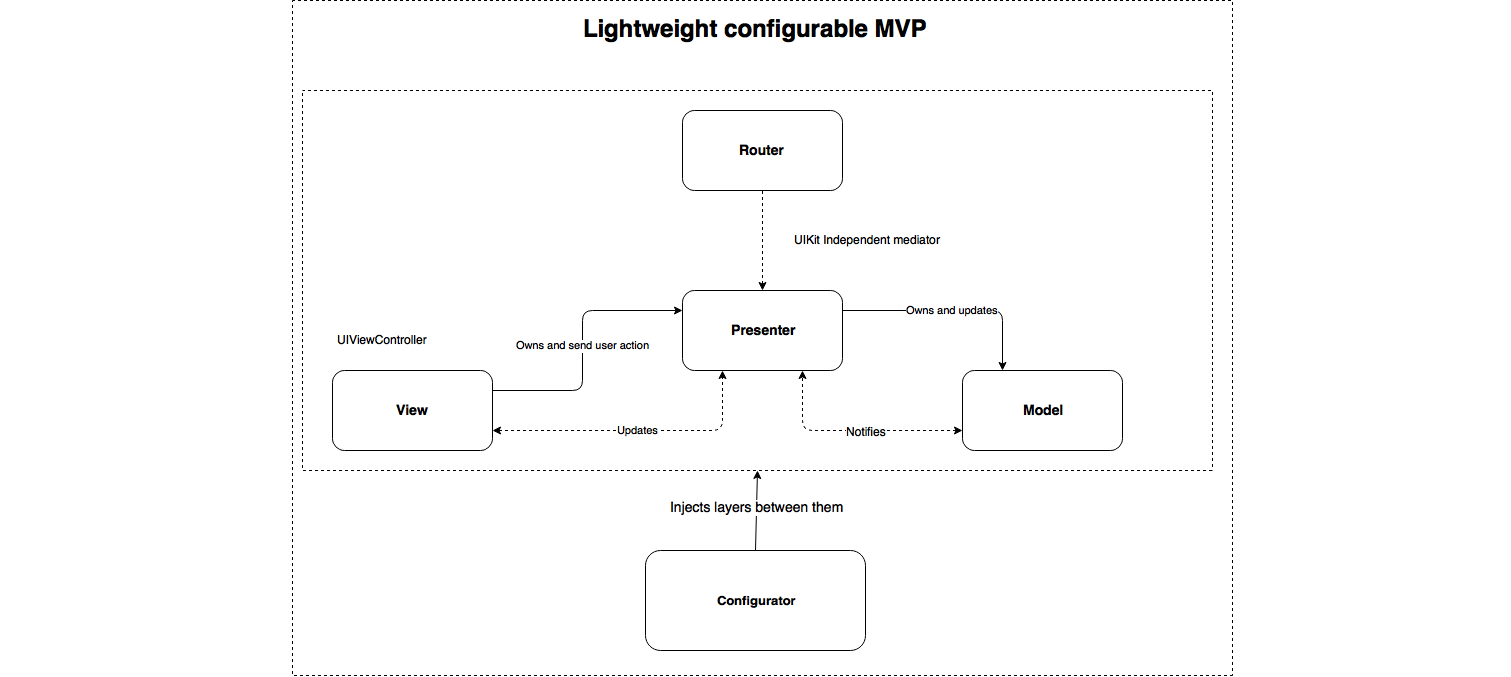 Lightweight configurable MVP
Router
UIKit Independent mediator
Presenter
Owns and updates
UIViewController
Owns and send user action
View
Model
Updates
Notifies
Injects layers between them
Configurator